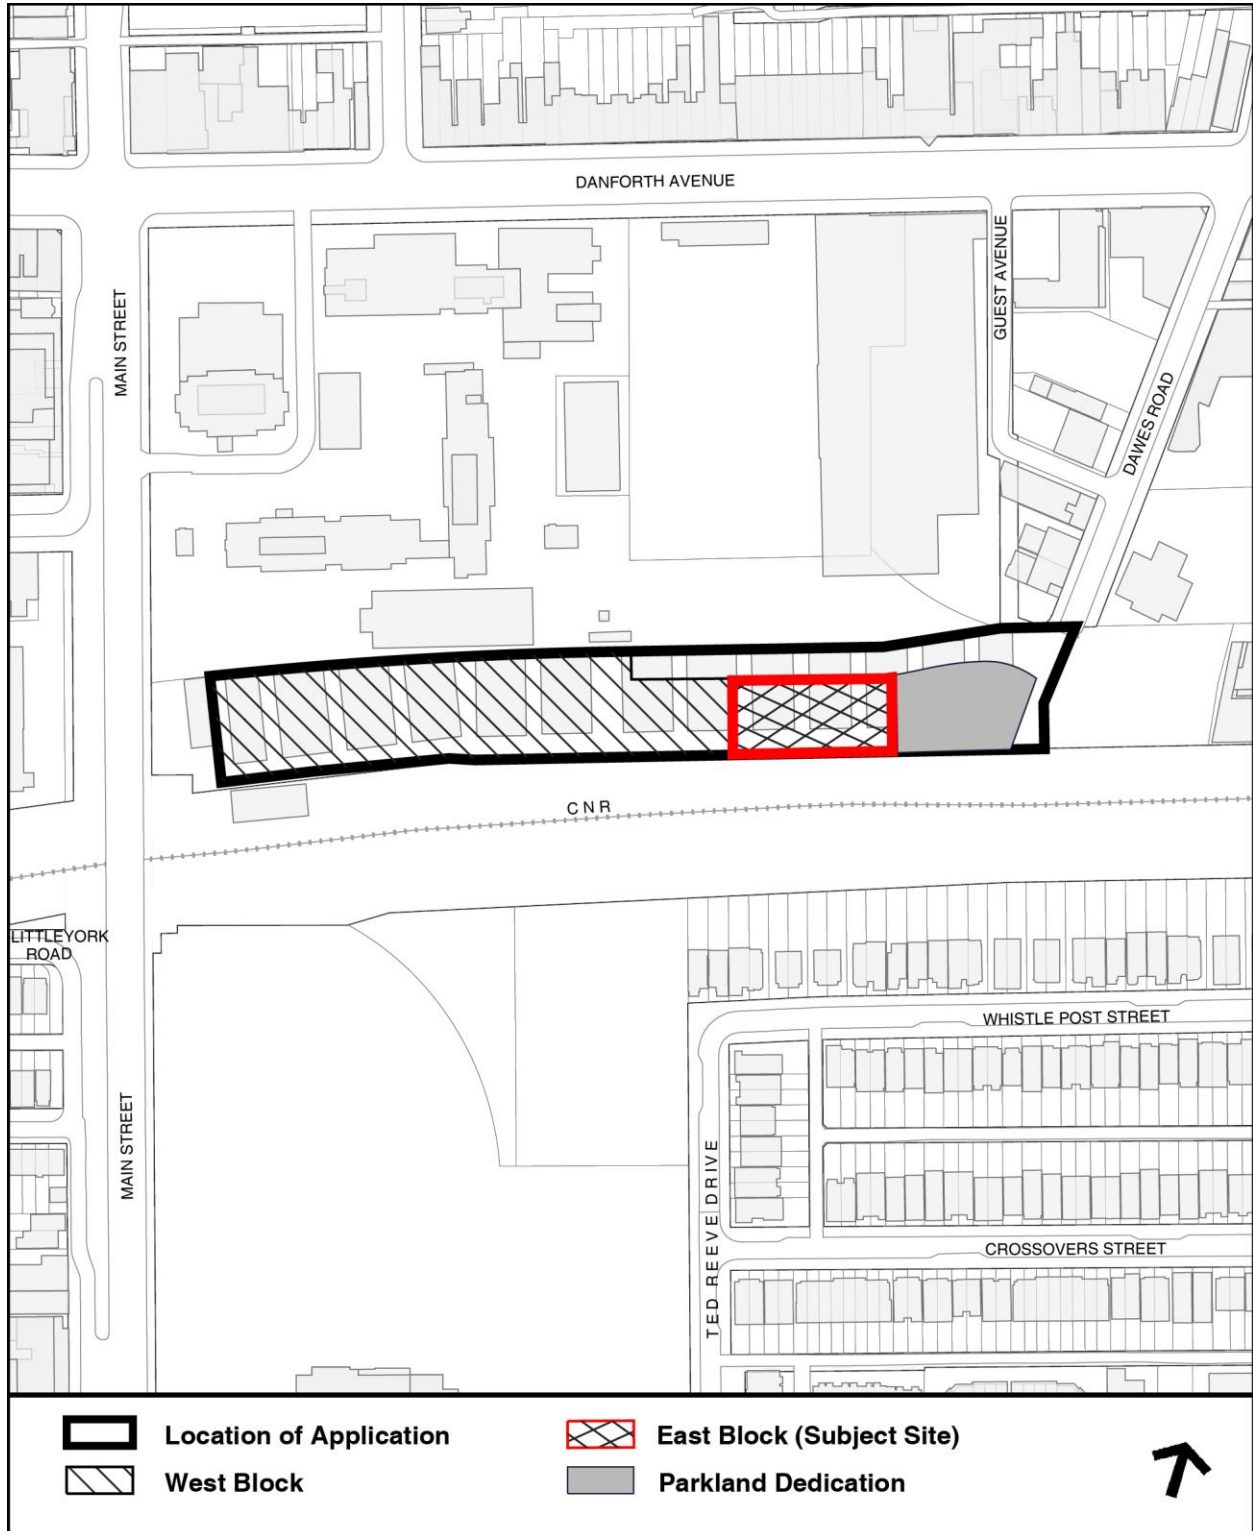 DANFORTH AVENUE
MAIN STREET
GUEST AVENUE
DAWES ROAD
CNR
LITTLEYORK
ROAD
WHISTLE POST STREET
MAIN STREET
TED REEVE DRIVE
CROSSOVERS STREET
Location of Application
East Block (Subject Site)
West Block
Parkland Dedication